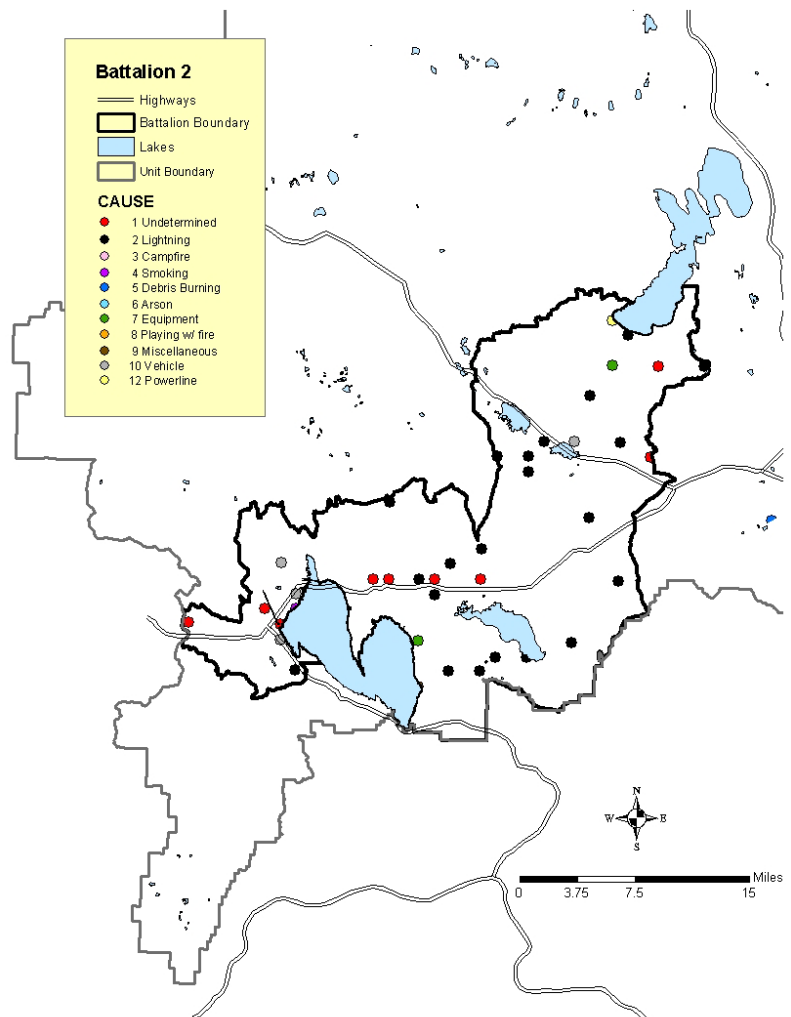 Battalion 2
Highways
Battalion Boundary
Lakes
Unit Boundary
CAUSE
1 Undetermined
2 Lightning
3 Campfire
4 Smoking
5 Debris Burning
6 Arson
7 Equipment
8 Playing w/ fire
9 Miscellaneous
10 Vehicle
12 Powerline
N
W E
S
Miles
0 3.75 7.5 15